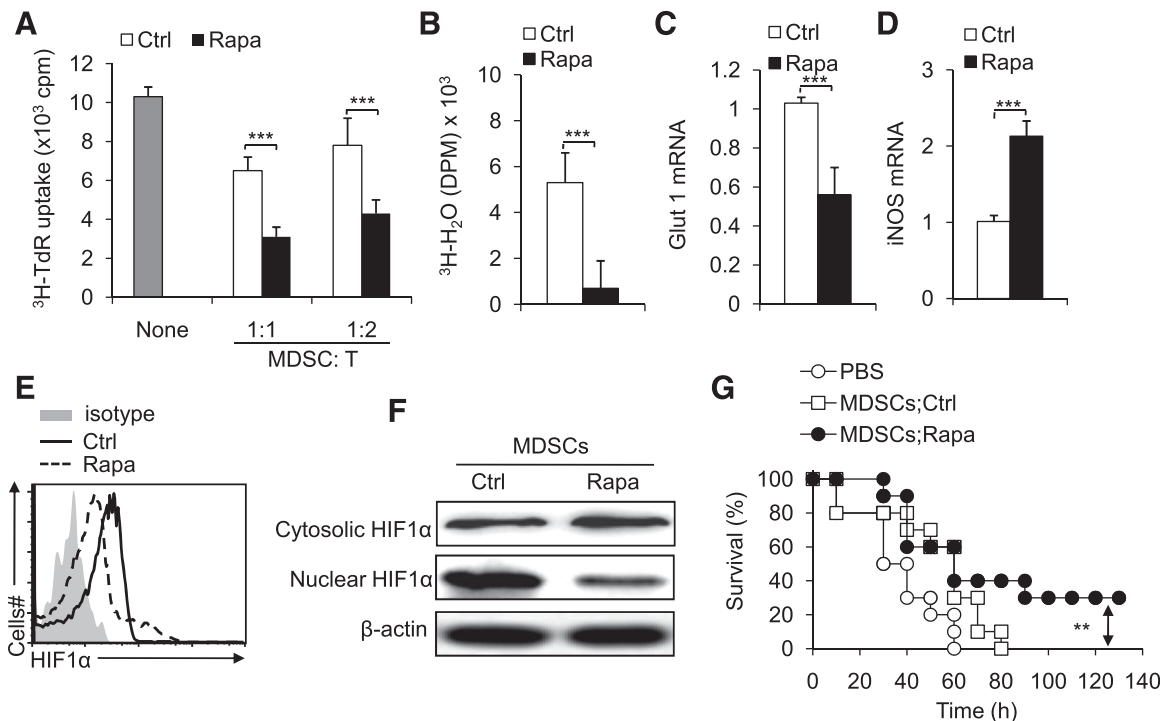 A
Ctrl Rapa
³H-TdR uptake (x10³ cpm)
12
10
8
6
4
2
0
***
***
None 1:1 1:2
MDSC: T
B
Ctrl
Rapa
³H-H₂O (DPM) x 10³
10
8
6
4
2
0
***
C
Ctrl
Rapa
Glut 1 mRNA
1.2
1
0.8
0.6
0.4
0.2
0
***
D
Ctrl
Rapa
iNOS mRNA
3
2
1
0
***
E
isotype
Ctrl
Rapa
Cells#
HIF1α
F
MDSCs
Ctrl Rapa
Cytosolic HIF1α
Nuclear HIF1α
β-actin
G
PBS
MDSCs;Ctrl
MDSCs;Rapa
Survival (%)
100
80
60
40
20
0
**
0 20 40 60 80 100 120 140
Time (h)